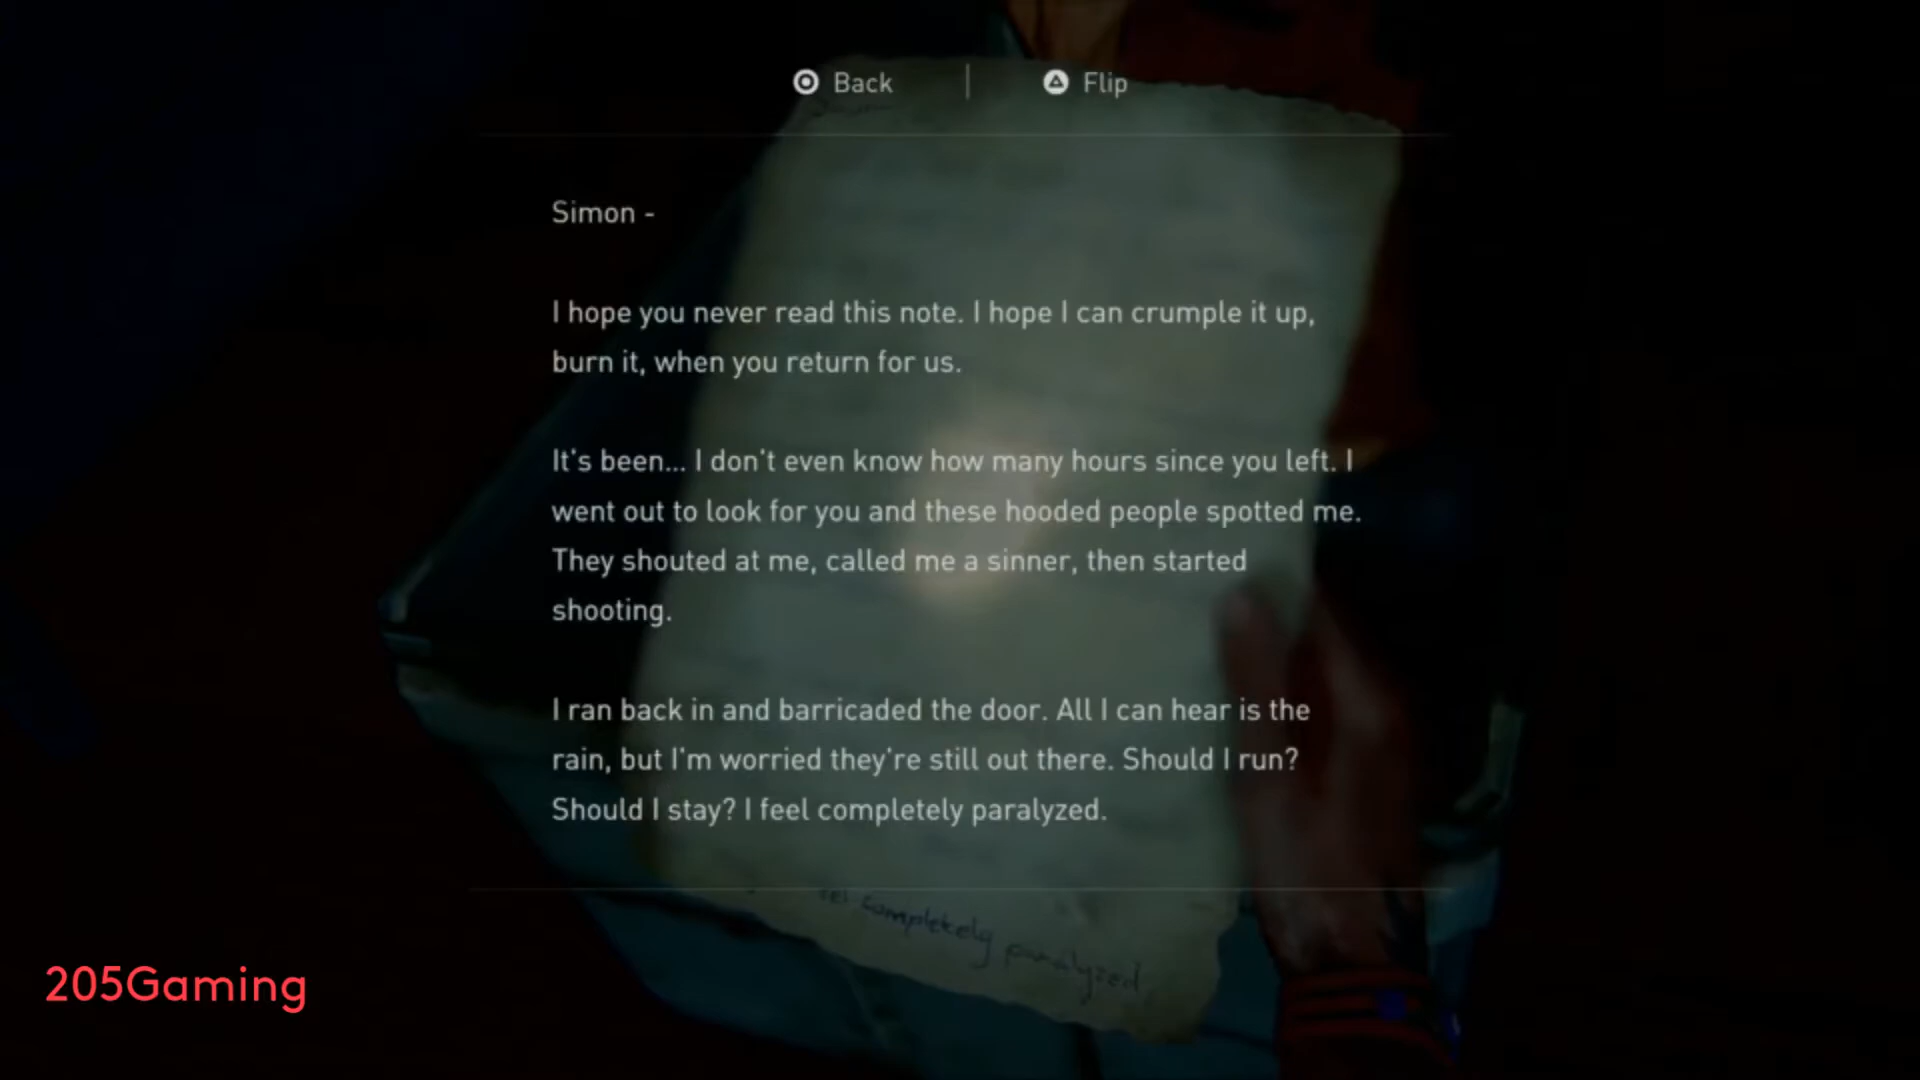 Back | Flip
Simon -
I hope you never read this note. I hope I can crumple it up,
burn it, when you return for us.
It's been... I don't even know how many hours since you left. I
went out to look for you and these hooded people spotted me.
They shouted at me, called me a sinner, then started
shooting.
I ran back in and barricaded the door. All I can hear is the
rain, but I'm worried they're still out there. Should I run?
Should I stay? I feel completely paralyzed.
completely paralyzed
205Gaming